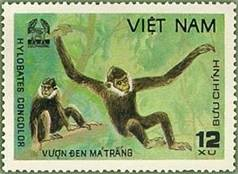 VIỆT NAM
HYLOBATES CONCOLOR
BƯU CHÍNH
12
XU
VƯỢN ĐEN MÁ TRẮNG